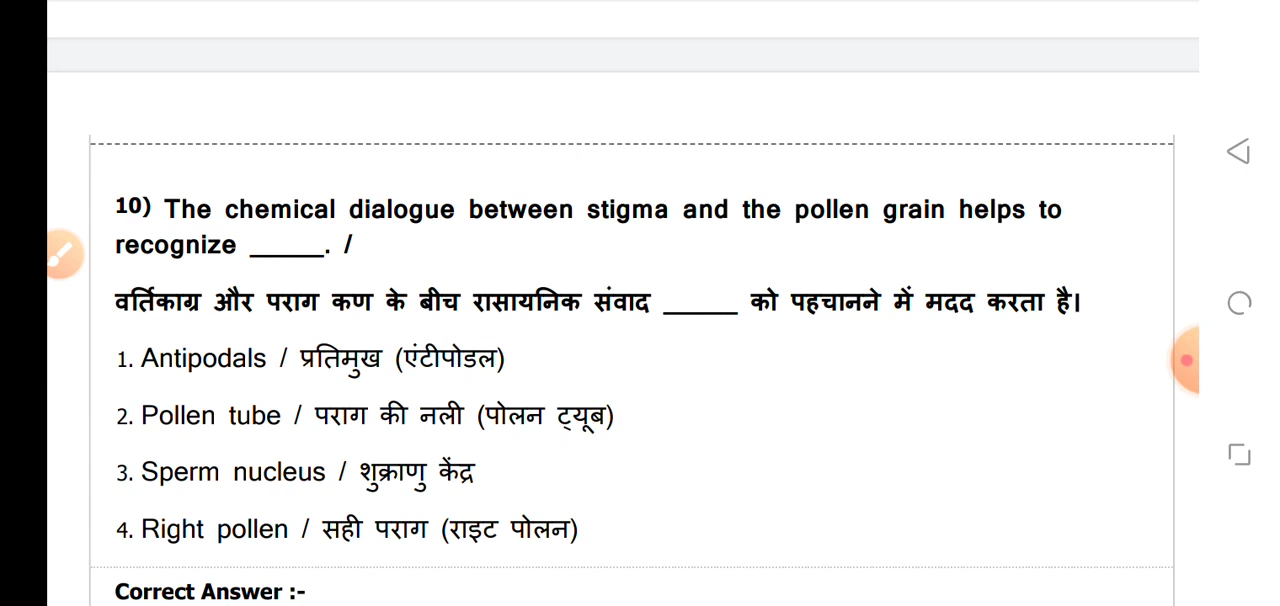 10) The chemical dialogue between stigma and the pollen grain helps to
recognize _____. /
वर्तिकाग्र और पराग कण के बीच रासायनिक संवाद _____ को पहचानने में मदद करता है।
1. Antipodals / प्रतिमुख (एंटीपोडल)
2. Pollen tube / पराग की नली (पोलन ट्यूब)
3. Sperm nucleus / शुक्राणु केंद्र
4. Right pollen / सही पराग (राइट पोलन)
Correct Answer :-